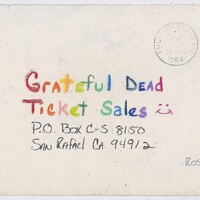 Grateful Dead
Ticket Sales
P.O. Box C-S 8150
San Rafael CA 94912